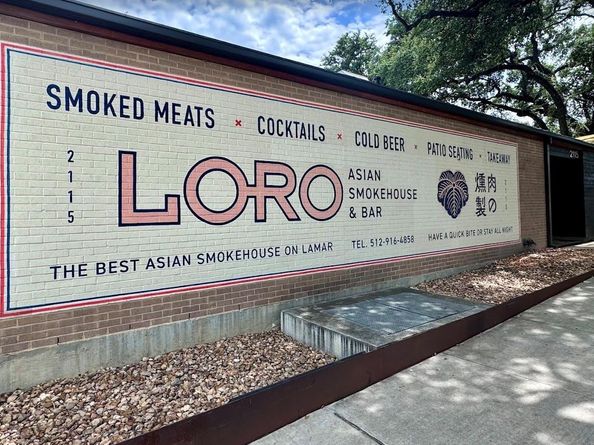 SMOKED MEATS × COCKTAILS × COLD BEER × PATIO SEATING × TAKEAWAY
2115
LORO
ASIAN
SMOKEHOUSE
& BAR
肉の
燻製
THE BEST ASIAN SMOKEHOUSE ON LAMAR
TEL. 512-916-4858
HAVE A QUICK BITE OR STAY ALL NIGHT